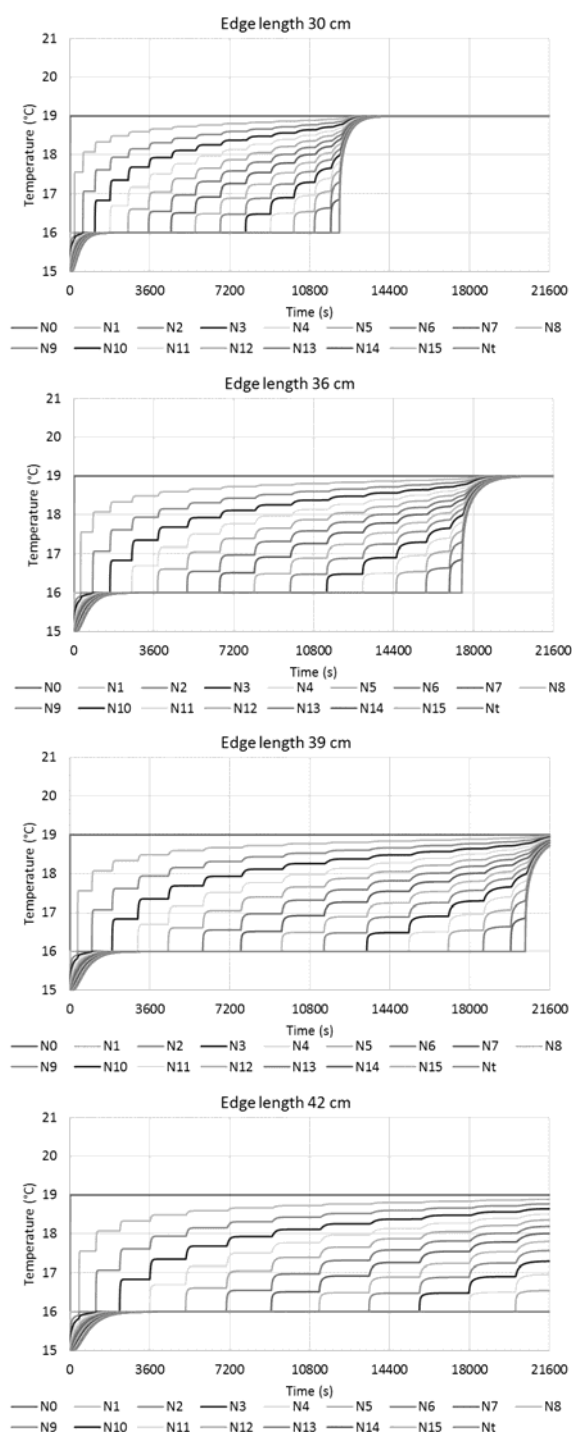 Edge length 30 cm
21
20
19
18
17
16
15
Temperature (°C)
0 3600 7200 10800 14400 18000 21600
Time (s)
N0 N1 N2 N3 N4 N5 N6 N7 N8
N9 N10 N11 N12 N13 N14 N15 Nt
Edge length 36 cm
21
20
19
18
17
16
15
Temperature (°C)
0 3600 7200 10800 14400 18000 21600
Time (s)
N0 N1 N2 N3 N4 N5 N6 N7 N8
N9 N10 N11 N12 N13 N14 N15 Nt
Edge length 39 cm
21
20
19
18
17
16
15
Temperature (°C)
0 3600 7200 10800 14400 18000 21600
Time (s)
N0 N1 N2 N3 N4 N5 N6 N7 N8
N9 N10 N11 N12 N13 N14 N15 Nt
Edge length 42 cm
21
20
19
18
17
16
15
Temperature (°C)
0 3600 7200 10800 14400 18000 21600
Time (s)
N0 N1 N2 N3 N4 N5 N6 N7 N8
N9 N10 N11 N12 N13 N14 N15 Nt